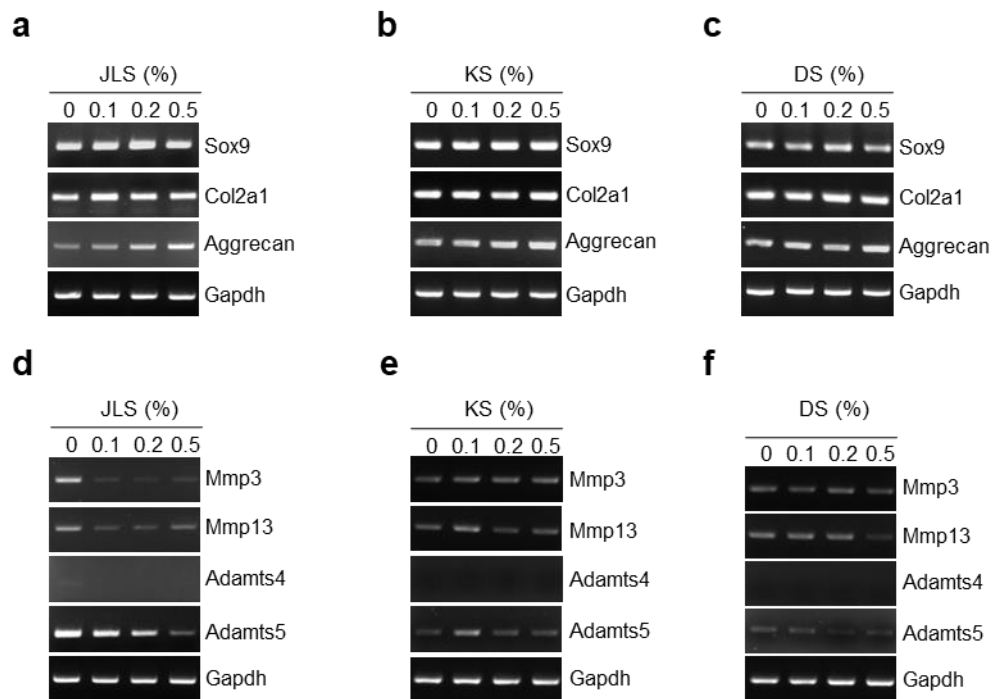 a
JLS (%)
0 0.1 0.2 0.5
Sox9
Col2a1
Aggrecan
Gapdh
b
KS (%)
0 0.1 0.2 0.5
Sox9
Col2a1
Aggrecan
Gapdh
c
DS (%)
0 0.1 0.2 0.5
Sox9
Col2a1
Aggrecan
Gapdh
d
JLS (%)
0 0.1 0.2 0.5
Mmp3
Mmp13
Adamts4
Adamts5
Gapdh
e
KS (%)
0 0.1 0.2 0.5
Mmp3
Mmp13
Adamts4
Adamts5
Gapdh
f
DS (%)
0 0.1 0.2 0.5
Mmp3
Mmp13
Adamts4
Adamts5
Gapdh